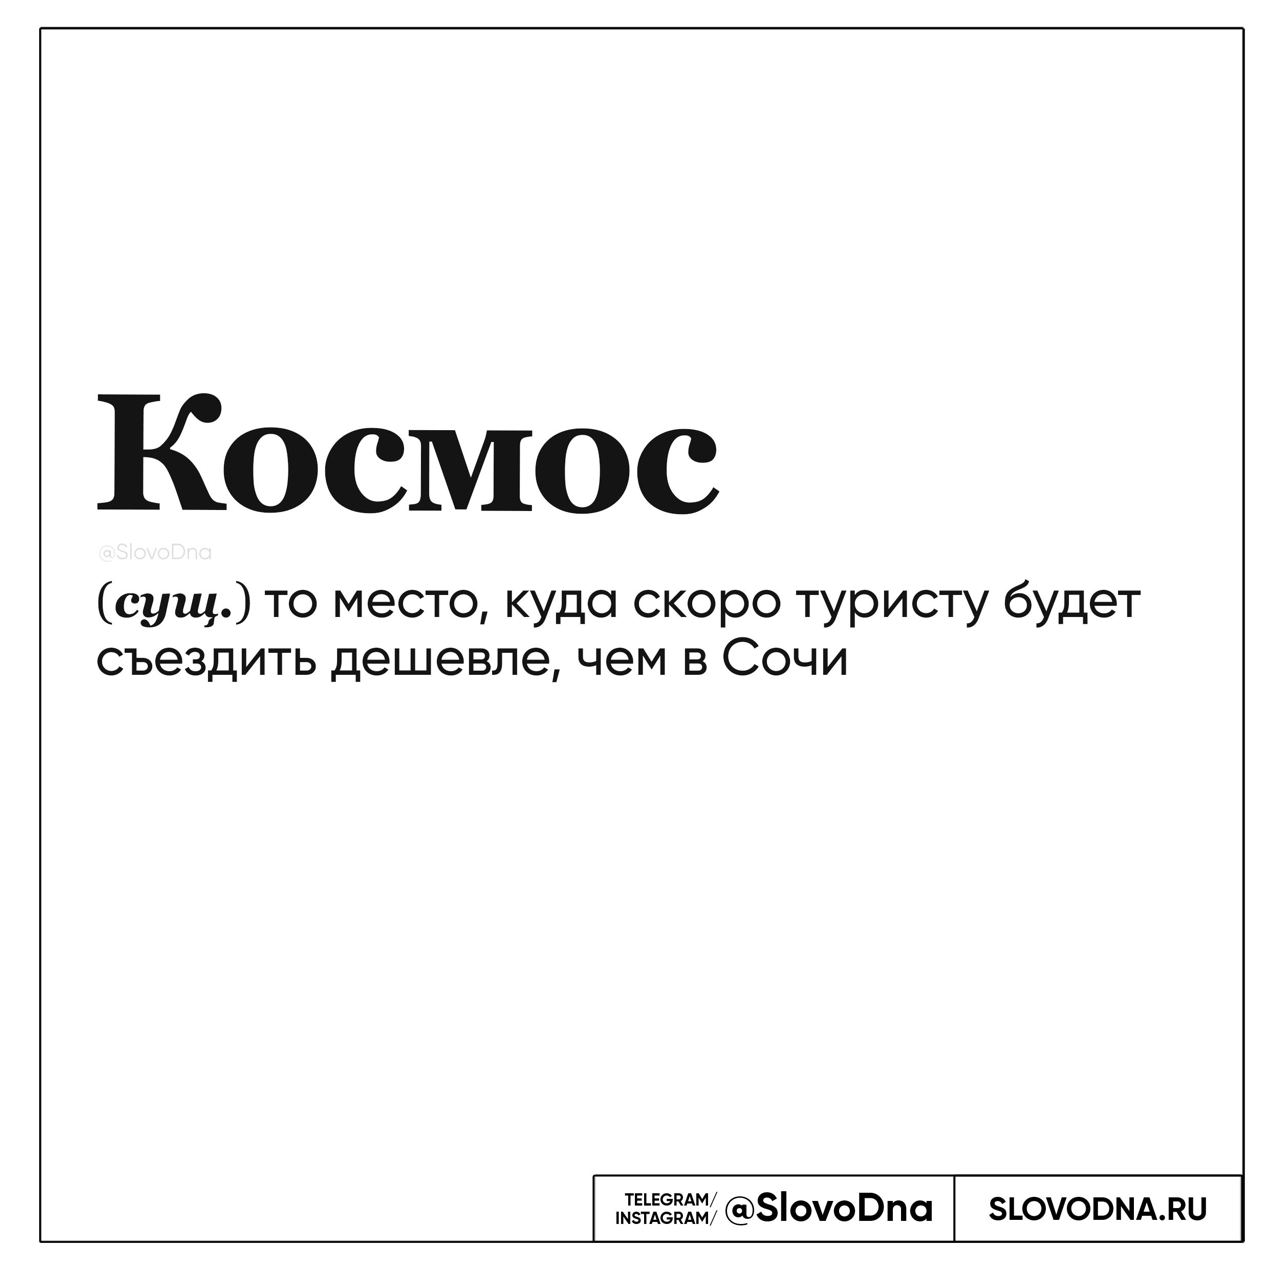 Космос
@SlovoDna
(сущ.) то место, куда скоро туристу будет
съездить дешевле, чем в Сочи
TELEGRAM/
INSTAGRAM/
@SlovoDna
SLOVODNA.RU